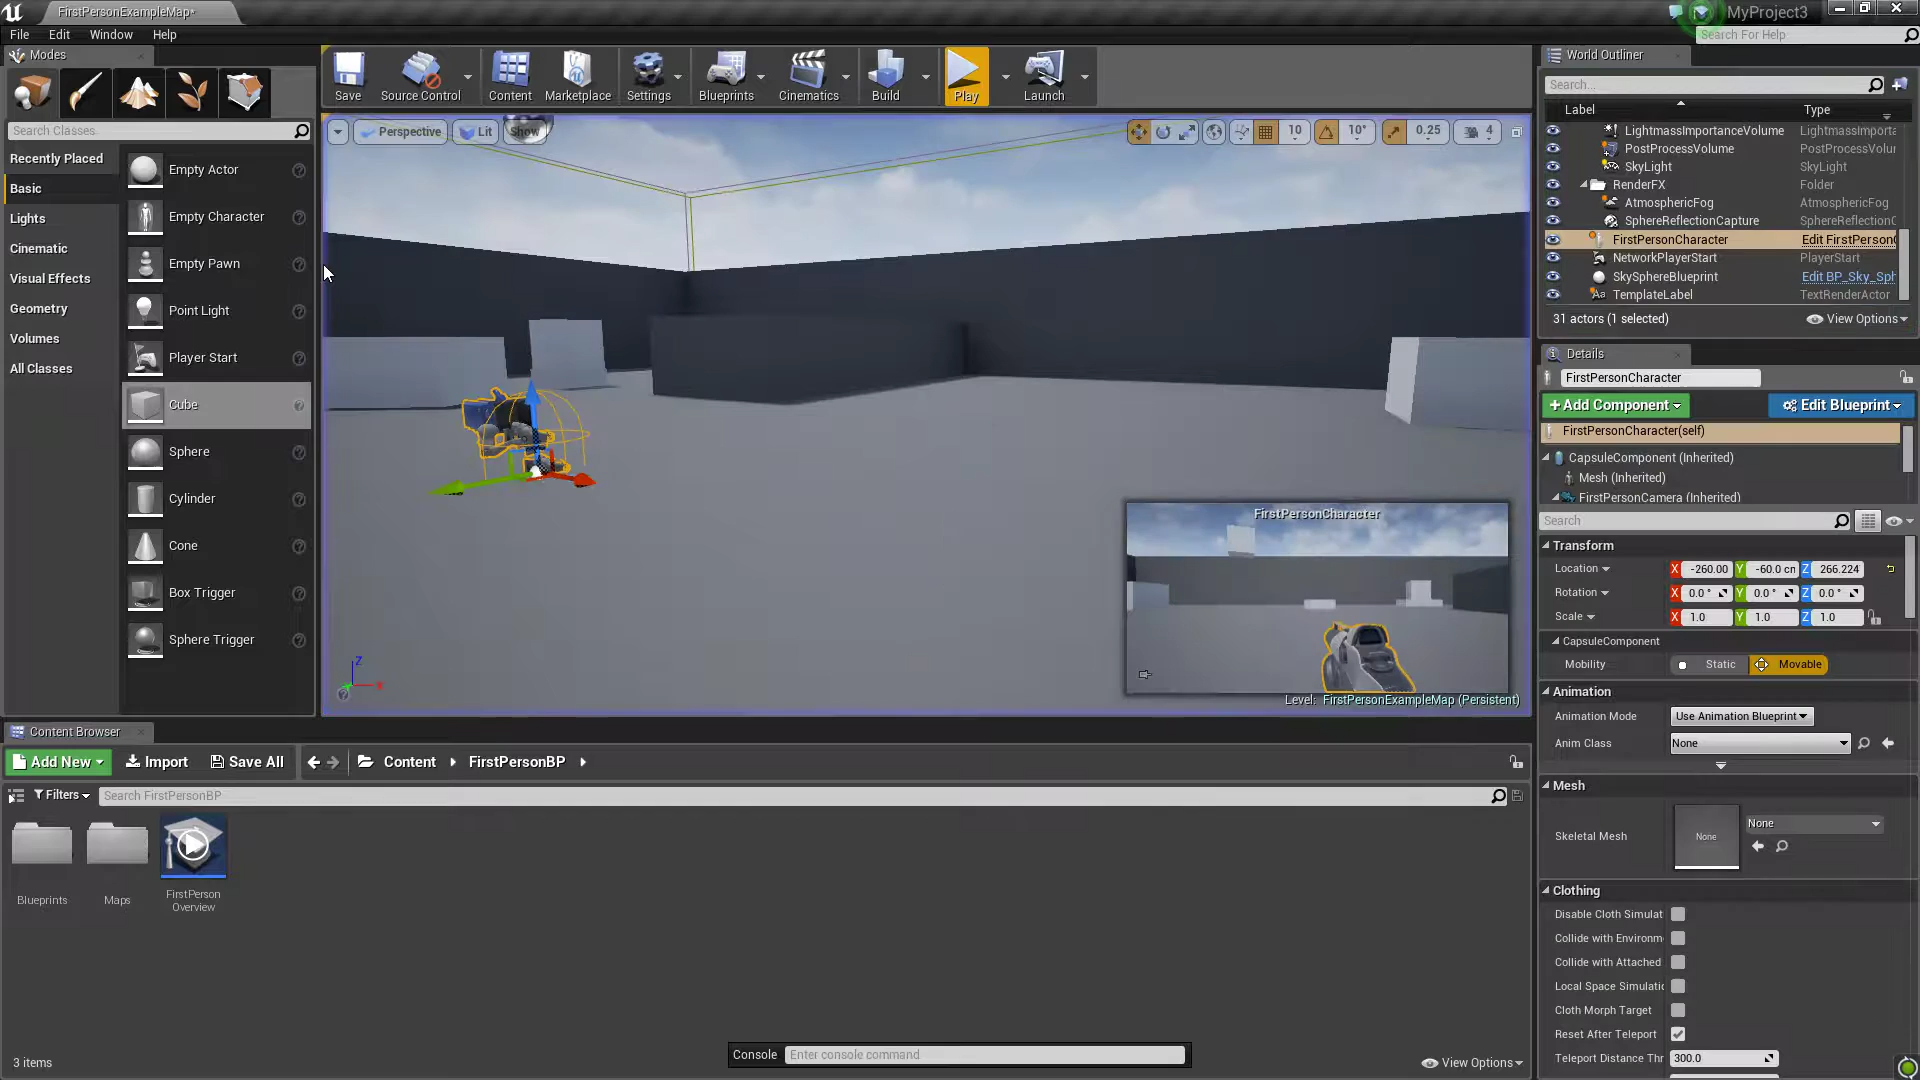 FirstPersonExampleMap*
MyProject3
File Edit Window Help
Search For Help
Modes
Search Classes
Recently Placed
Basic
Lights
Cinematic
Visual Effects
Geometry
Volumes
All Classes
Empty Actor
Empty Character
Empty Pawn
Point Light
Player Start
Cube
Sphere
Cylinder
Cone
Box Trigger
Sphere Trigger
Save
Source Control
Content
Marketplace
Settings
Blueprints
Cinematics
Build
Play
Launch
Perspective
Lit
Show
10
10°
0.25
4
FirstPersonCharacter
Z
X
Level: FirstPersonExampleMap (Persistent)
World Outliner
Search...
Label Type
LightmassImportanceVolume LightmassImporta
PostProcessVolume PostProcessVolur
SkyLight SkyLight
RenderFX Folder
AtmosphericFog AtmosphericFog
SphereReflectionCapture SphereReflectionC
FirstPersonCharacter Edit FirstPersonC
NetworkPlayerStart PlayerStart
SkySphereBlueprint Edit BP_Sky_Sph
Aa TemplateLabel TextRenderActor
31 actors (1 selected) View Options
Details
FirstPersonCharacter
+Add Component Edit Blueprint
FirstPersonCharacter(self)
CapsuleComponent (Inherited)
Mesh (Inherited)
FirstPersonCamera (Inherited)
Search
Transform
Location X -260.00 Y -60.0 cm Z 266.224
Rotation X 0.0 ° Y 0.0 ° Z 0.0 °
Scale X 1.0 Y 1.0 Z 1.0
CapsuleComponent
Mobility Static Movable
Animation
Animation Mode Use Animation Blueprint
Anim Class None
Mesh
Skeletal Mesh None None
Clothing
Disable Cloth Simulat
Collide with Environm
Collide with Attached
Local Space Simulatio
Cloth Morph Target
Reset After Teleport
Teleport Distance Thr 300.0
Content Browser
Add New Import Save All Content FirstPersonBP
Filters Search FirstPersonBP
Blueprints
Maps
FirstPerson
Overview
3 items
Console Enter console command
View Options